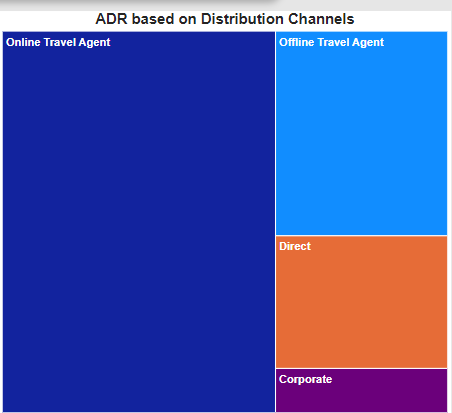 ADR based on Distribution Channels
Online Travel Agent
Offline Travel Agent
Direct
Corporate